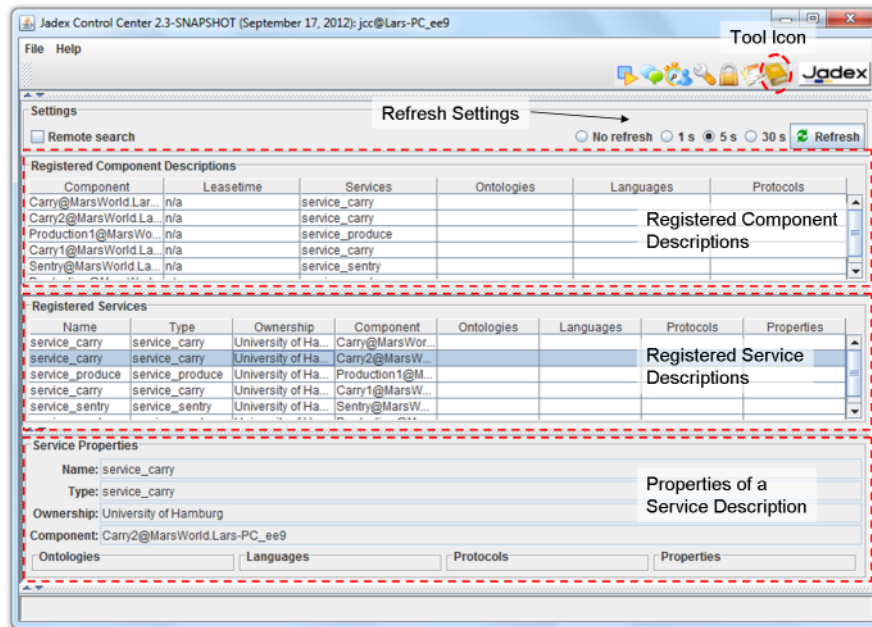 Jadex Control Center 2.3-SNAPSHOT (September 17, 2012): jcc@Lars-PC_ee9
File Help
Tool Icon
Jadex
Settings
Refresh Settings
Remote search
No refresh 1 s 5 s 30 s Refresh
Registered Component Descriptions
Component Leasetime Services Ontologies Languages Protocols
Carry@MarsWorld.Lar... n/a service_carry
Carry2@MarsWorld.La... n/a service_carry
Production1@MarsWo... n/a service_produce
Carry1@MarsWorld.La... n/a service_carry
Sentry@MarsWorld.La... n/a service_sentry
Registered Component
Descriptions
Registered Services
Name Type Ownership Component Ontologies Languages Protocols Properties
service_carry service_carry University of Ha... Carry@MarsWor...
service_carry service_carry University of Ha... Carry2@MarsW...
service_produce service_produce University of Ha... Production1@M...
service_carry service_carry University of Ha... Carry1@MarsW...
service_sentry service_sentry University of Ha... Sentry@MarsW...
Registered Service
Descriptions
Service Properties
Name: service_carry
Type: service_carry
Ownership: University of Hamburg
Component: Carry2@MarsWorld.Lars-PC_ee9
Properties of a
Service Description
Ontologies Languages Protocols Properties